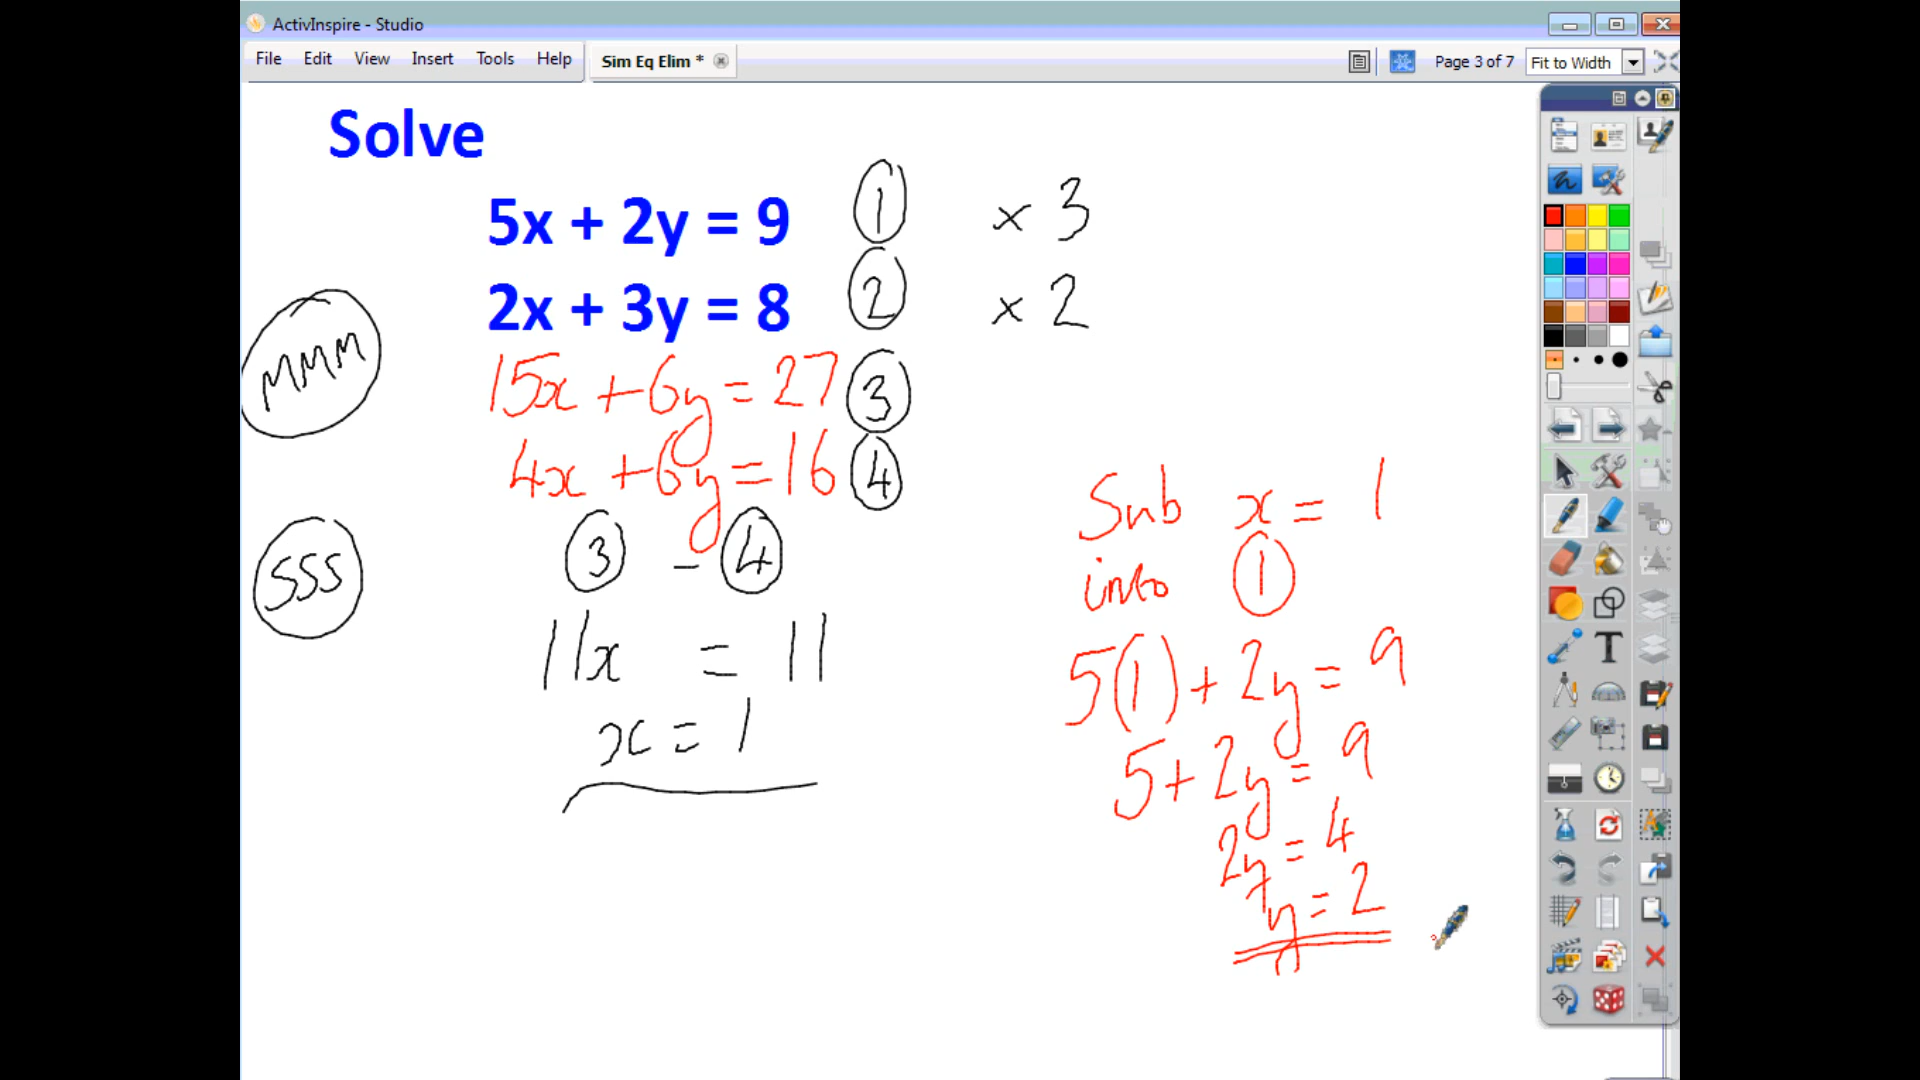 ActivInspire - Studio
File Edit View Insert Tools Help Sim Eq Elim * Page 3 of 7 Fit to Width
Solve
5x + 2y = 9 1 x 3
2x + 3y = 8 2 x 2
MMM
15x + 6y = 27 3
4x + 6y = 16 4
SSS
3 - 4
11x = 11
x = 1
Sub x = 1
into 1
5(1) + 2y = 9
5 + 2y = 9
2y = 4
y = 2